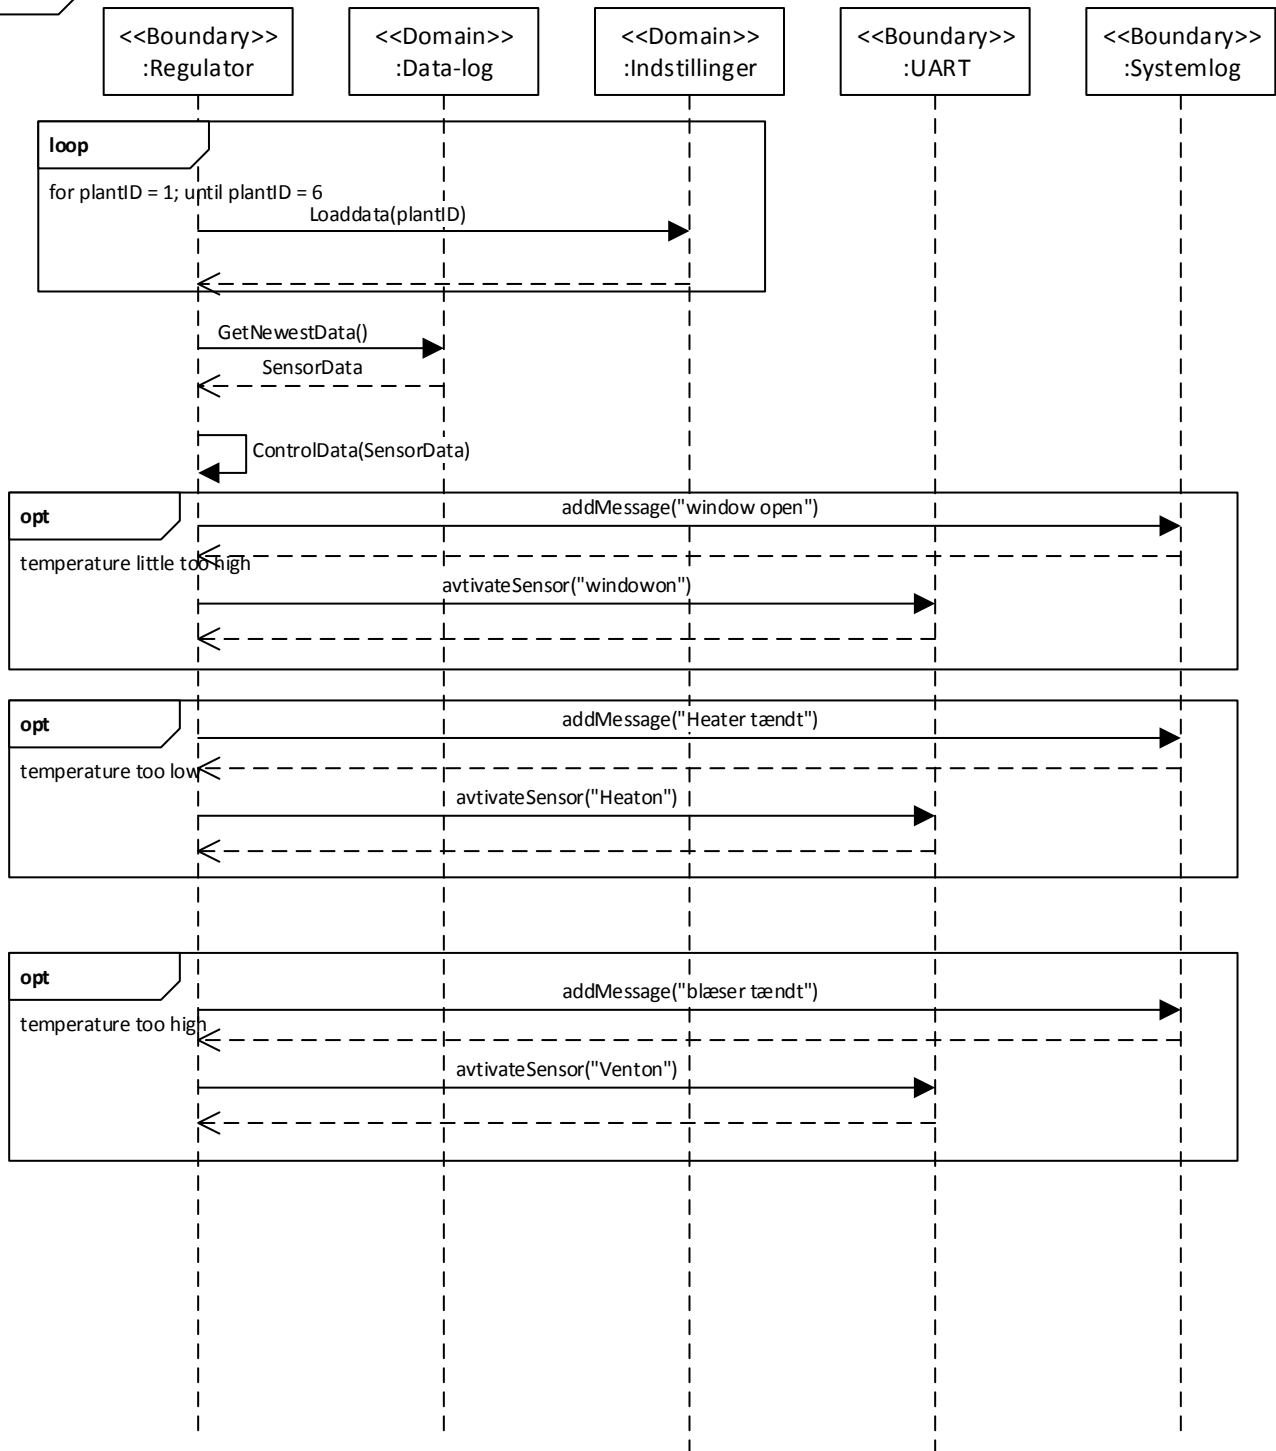 <<Boundary>>
:Regulator
<<Domain>>
:Data-log
<<Domain>>
:Indstillinger
<<Boundary>>
:UART
<<Boundary>>
:Systemlog
loop
for plantID = 1; until plantID = 6
Loaddata(plantID)
GetNewestData()
SensorData
ControlData(SensorData)
opt
addMessage("window open")
temperature little too high
avtivateSensor("windowon")
opt
addMessage("Heater tændt")
temperature too low
avtivateSensor("Heaton")
opt
addMessage("blæser tændt")
temperature too high
avtivateSensor("Venton")